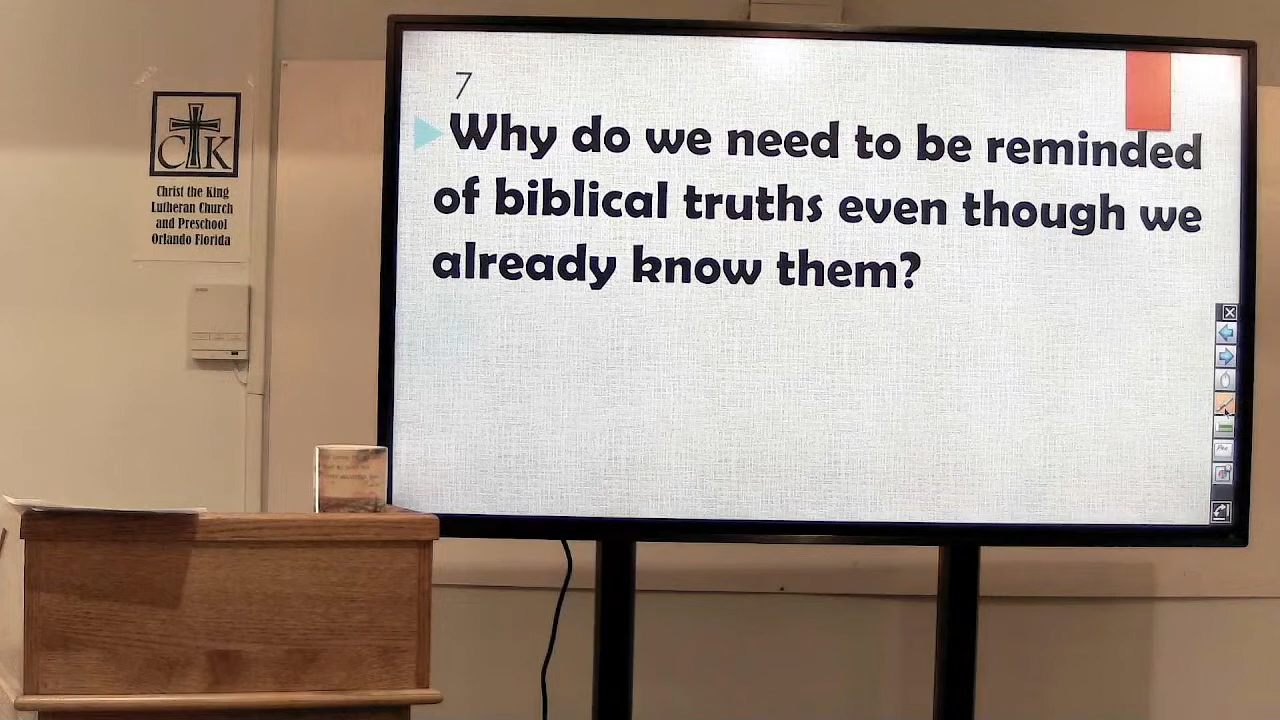 CTK
Christ the King
Lutheran Church
and Preschool
Orlando Florida
7
Why do we need to be reminded
of biblical truths even though we
already know them?